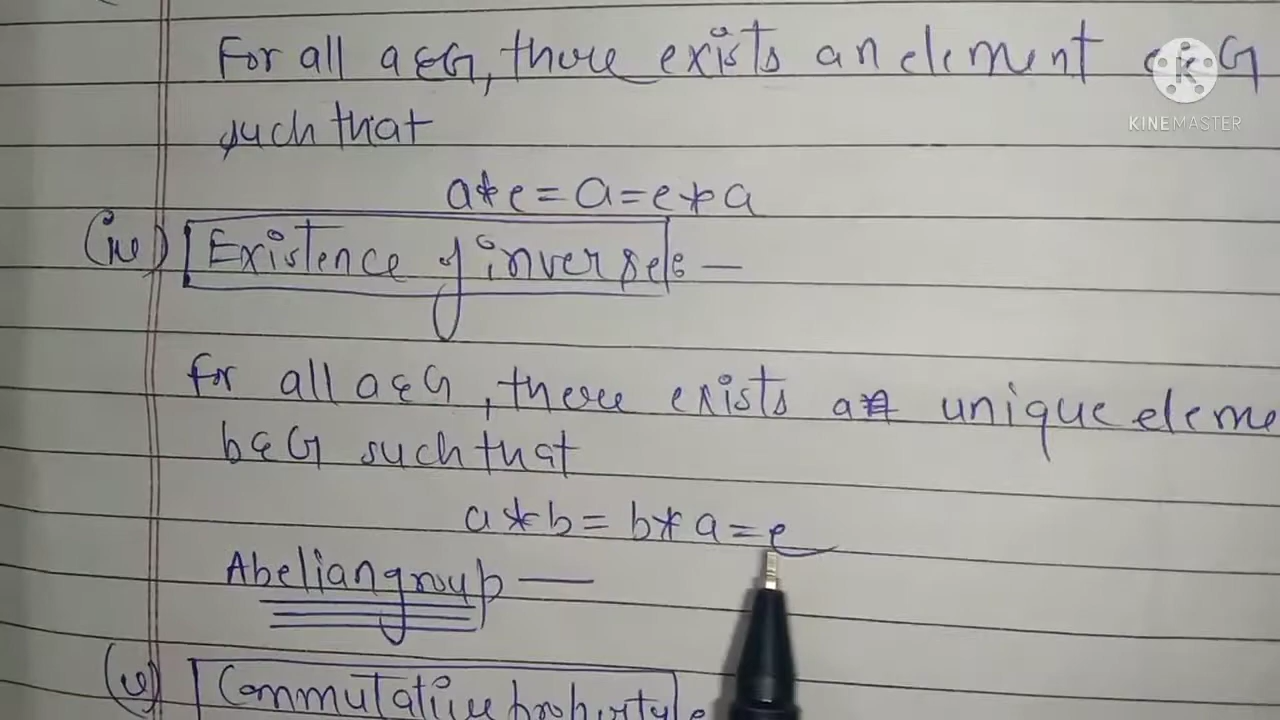 For all a∈G, there exists an element e∈G
such that
a*e=a=e*a
(iv) Existence of inverse:-
For all a∈G, there exists a unique eleme
b∈G such that
a*b=b*a=e
Abelian group —
(v) Commutative property:
KINEMASTER